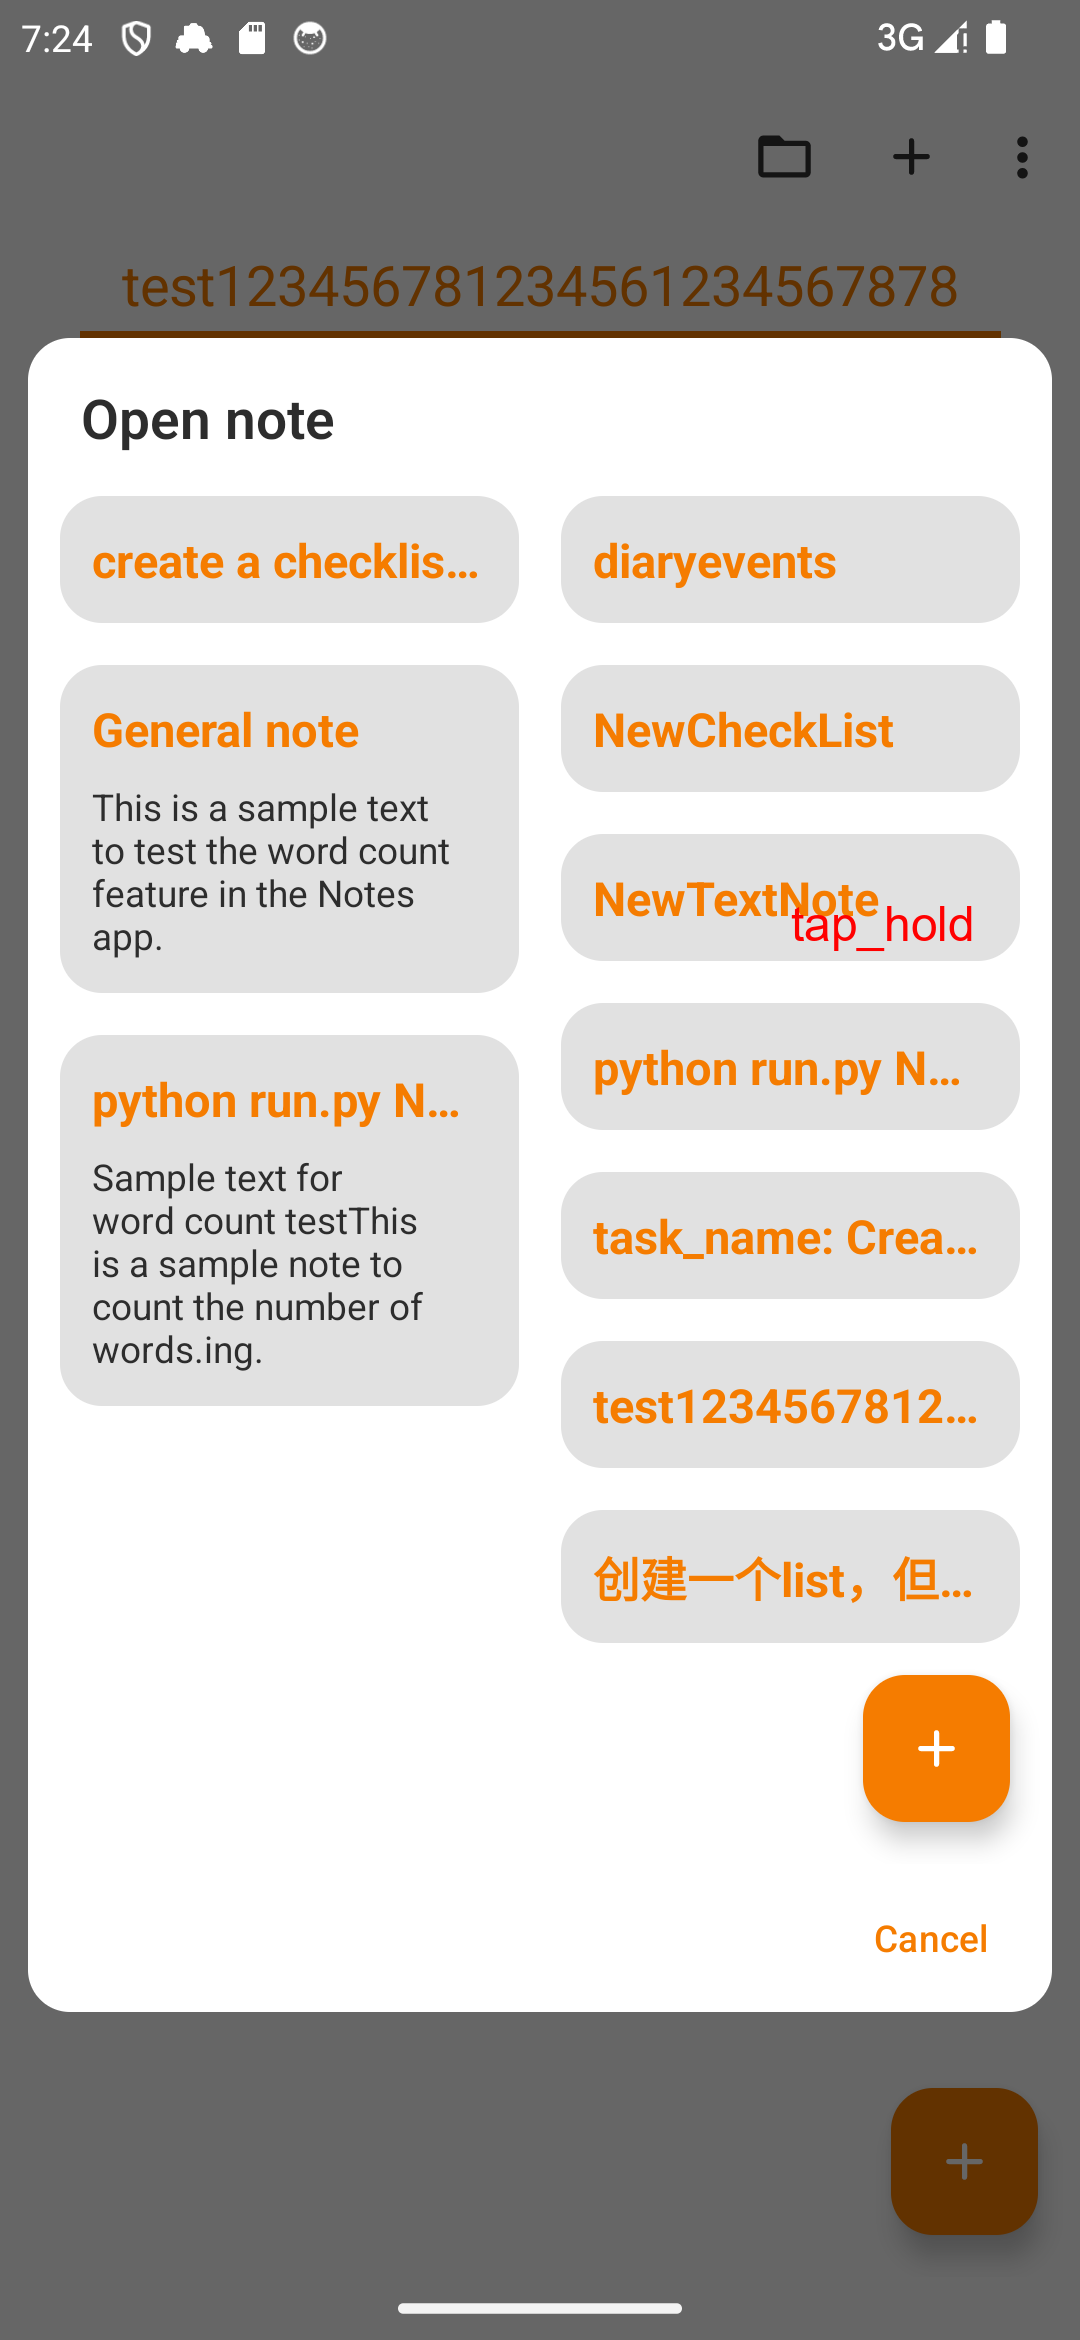 7:24
3G
test1234567812345612345678​78
Open note
create a checklis...
diaryevents
General note
This is a sample text
to test the word count
feature in the Notes
app.
NewCheckList
NewTextNote
tap_hold
python run.py N...
Sample text for
word count testThis
is a sample note to
count the number of
words.ing.
python run.py N...
task_name: Crea...
test1234567812...
创建一个list，但...
Cancel